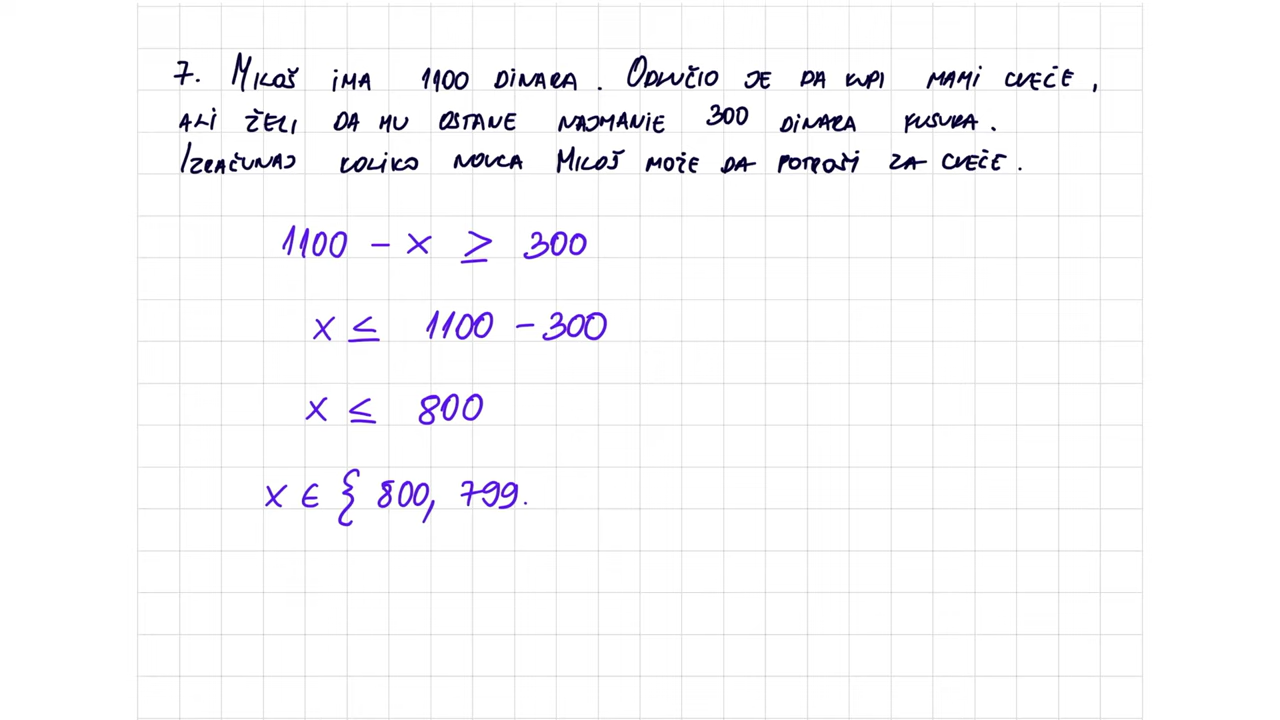 7. Miloš ima 1100 dinara. Odlučio je da kupi mami cveće,
ali želi da mu ostane najmanje 300 dinara kusura.
Izračunaj koliko novca Miloš može da potroši za cveće.
1100 - x ≥ 300
x ≤ 1100 - 300
x ≤ 800
x ∈ { 800, 799.